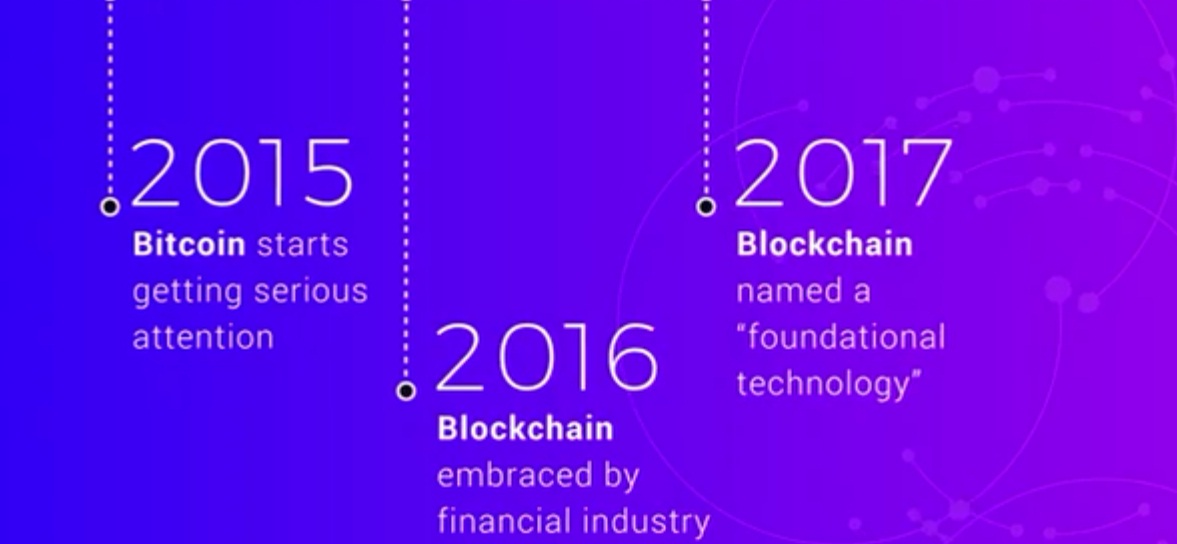 2015
Bitcoin starts
getting serious
attention
2016
Blockchain
embraced by
financial industry
2017
Blockchain
named a
“foundational
technology”